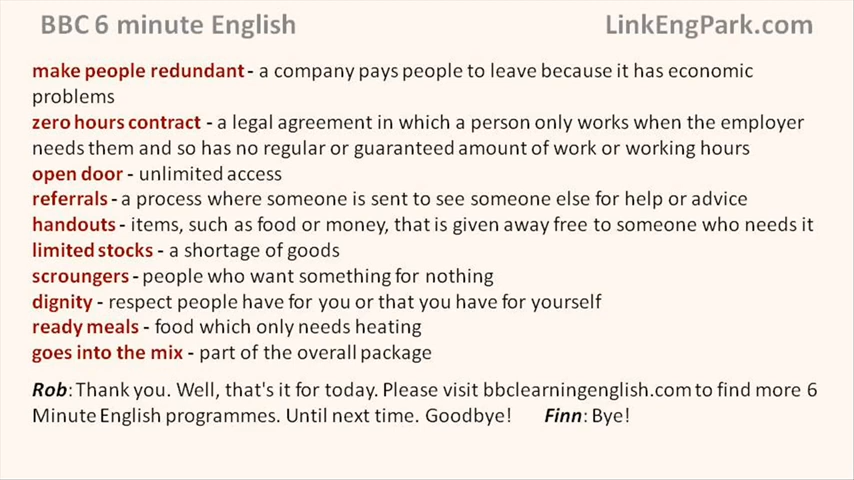 BBC 6 minute English
LinkEngPark.com
make people redundant - a company pays people to leave because it has economic
problems
zero hours contract - a legal agreement in which a person only works when the employer
needs them and so has no regular or guaranteed amount of work or working hours
open door - unlimited access
referrals - a process where someone is sent to see someone else for help or advice
handouts - items, such as food or money, that is given away free to someone who needs it
limited stocks - a shortage of goods
scroungers - people who want something for nothing
dignity - respect people have for you or that you have for yourself
ready meals - food which only needs heating
goes into the mix - part of the overall package
Rob: Thank you. Well, that's it for today. Please visit bbclearningenglish.com to find more 6
Minute English programmes. Until next time. Goodbye! Finn: Bye!